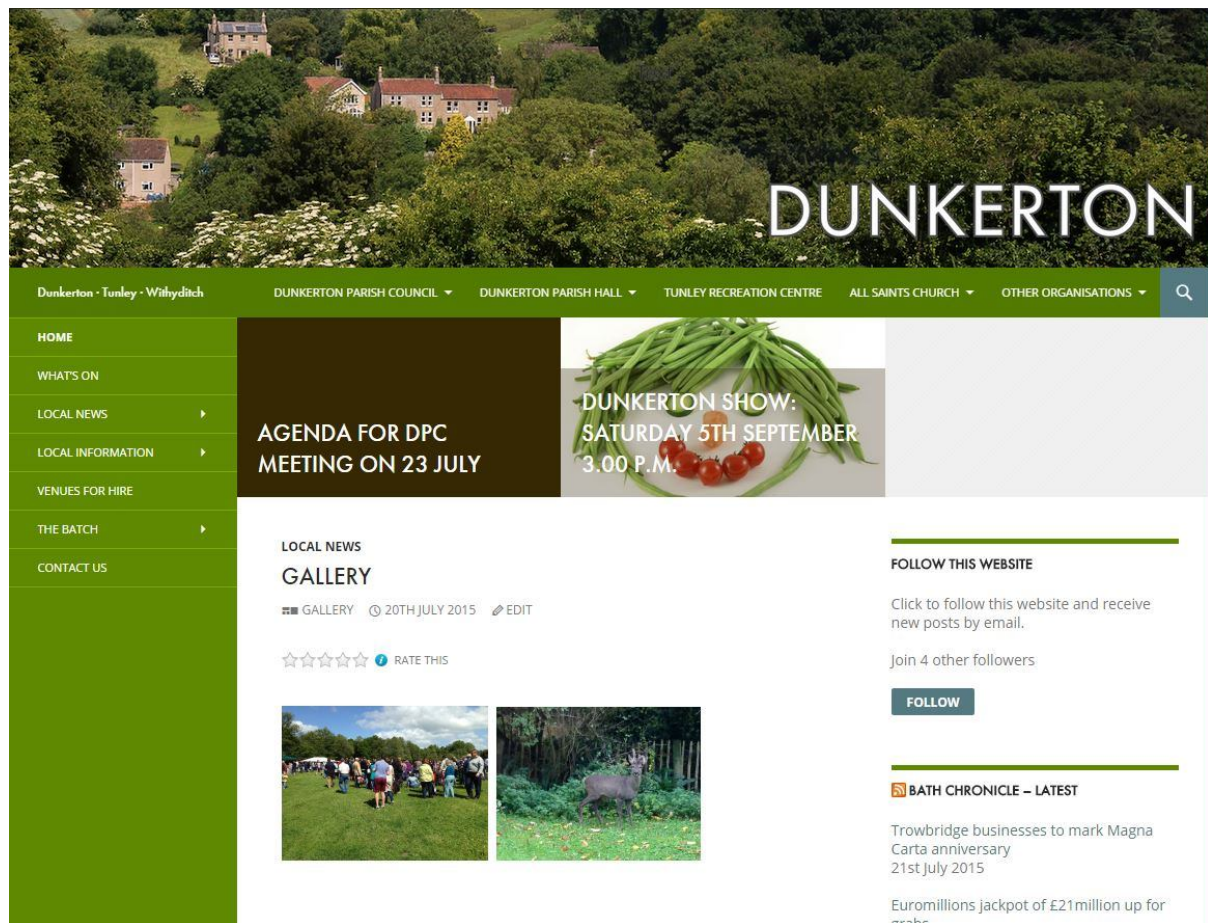 DUNKERTON
Dunkerton - Tunley - Withyditch
DUNKERTON PARISH COUNCIL
DUNKERTON PARISH HALL
TUNLEY RECREATION CENTRE
ALL SAINTS CHURCH
OTHER ORGANISATIONS
HOME
WHAT'S ON
LOCAL NEWS
LOCAL INFORMATION
VENUES FOR HIRE
THE BATCH
CONTACT US
AGENDA FOR DPC
MEETING ON 23 JULY
DUNKERTON SHOW:
SATURDAY 5TH SEPTEMBER
3.00 P.M.
LOCAL NEWS
GALLERY
GALLERY 20TH JULY 2015 EDIT
RATE THIS
FOLLOW THIS WEBSITE
Click to follow this website and receive
new posts by email.
Join 4 other followers
FOLLOW
BATH CHRONICLE – LATEST
Trowbridge businesses to mark Magna
Carta anniversary
21st July 2015
Euromillions jackpot of £21million up for